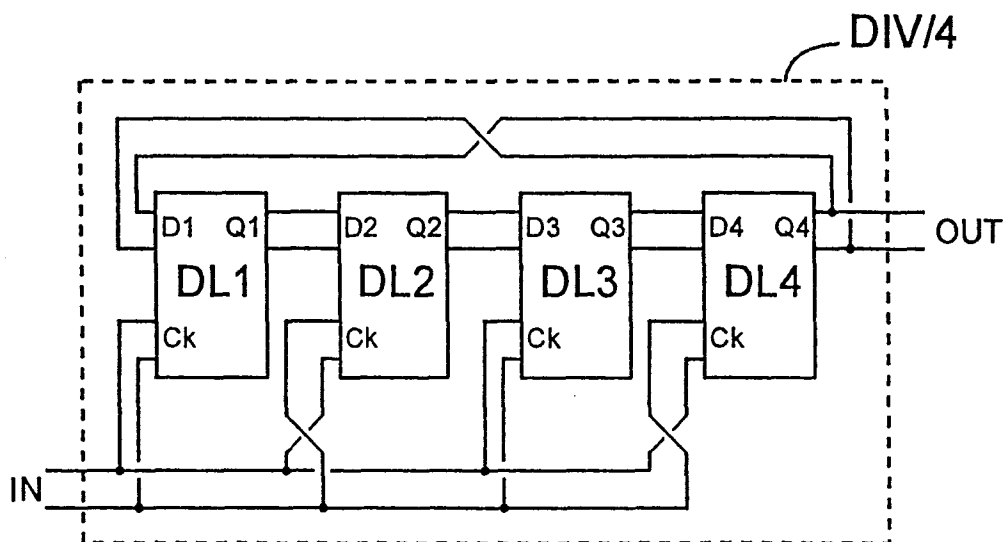 DIV/4
D1 Q1 D2 Q2 D3 Q3 D4 Q4
OUT
DL1 DL2 DL3 DL4
Ck Ck Ck Ck
IN